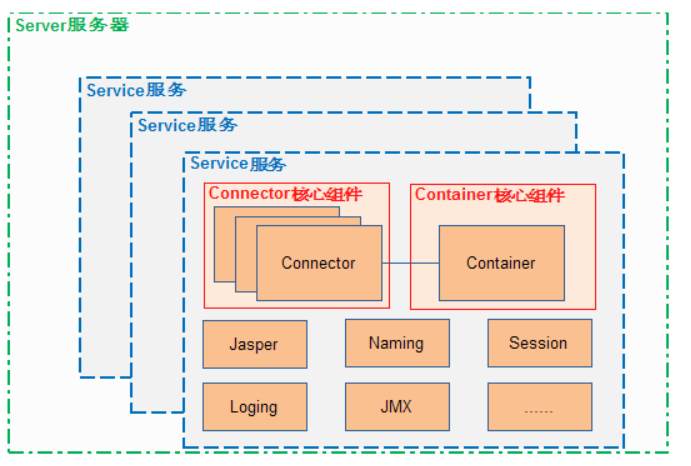 Server服务器
Service服务
Service服务
Service服务
Connector核心组件
Container核心组件
Connector
Container
Jasper
Naming
Session
Loging
JMX
......